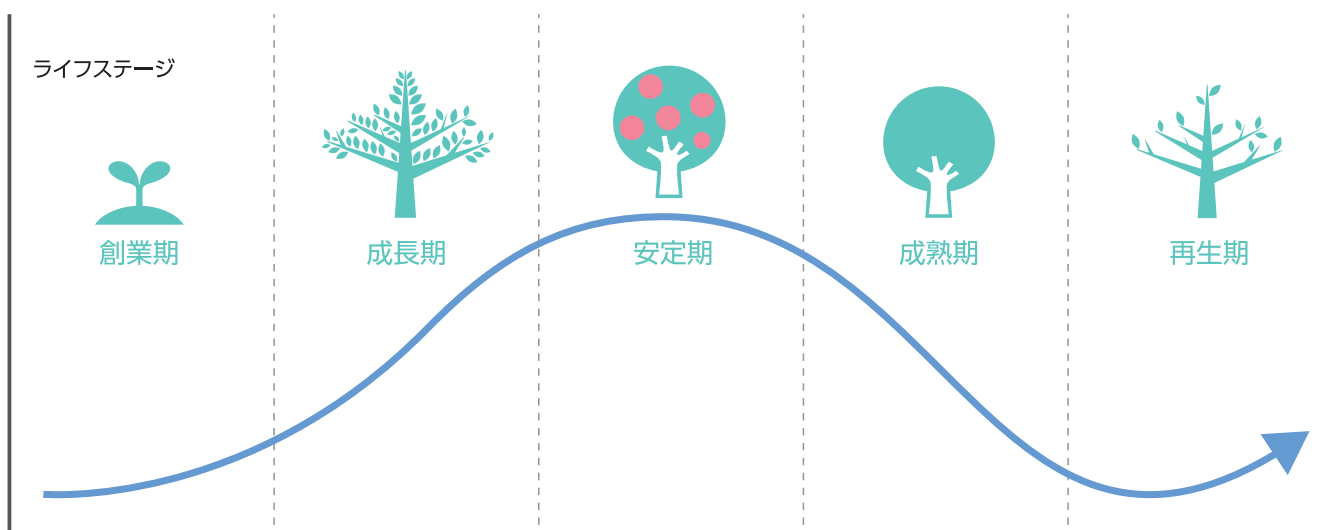 ライフステージ
創業期
成長期
安定期
成熟期
再生期